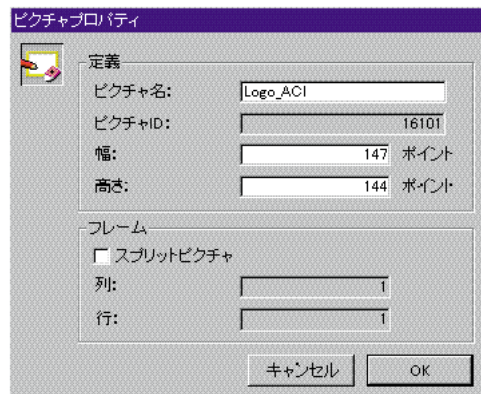 ピクチャプロパティ
定義
ピクチャ名: Logo_ACI
ピクチャID: 16101
幅: 147 ポイント
高さ: 144 ポイント
フレーム
スプリットピクチャ
列: 1
行: 1
キャンセル OK